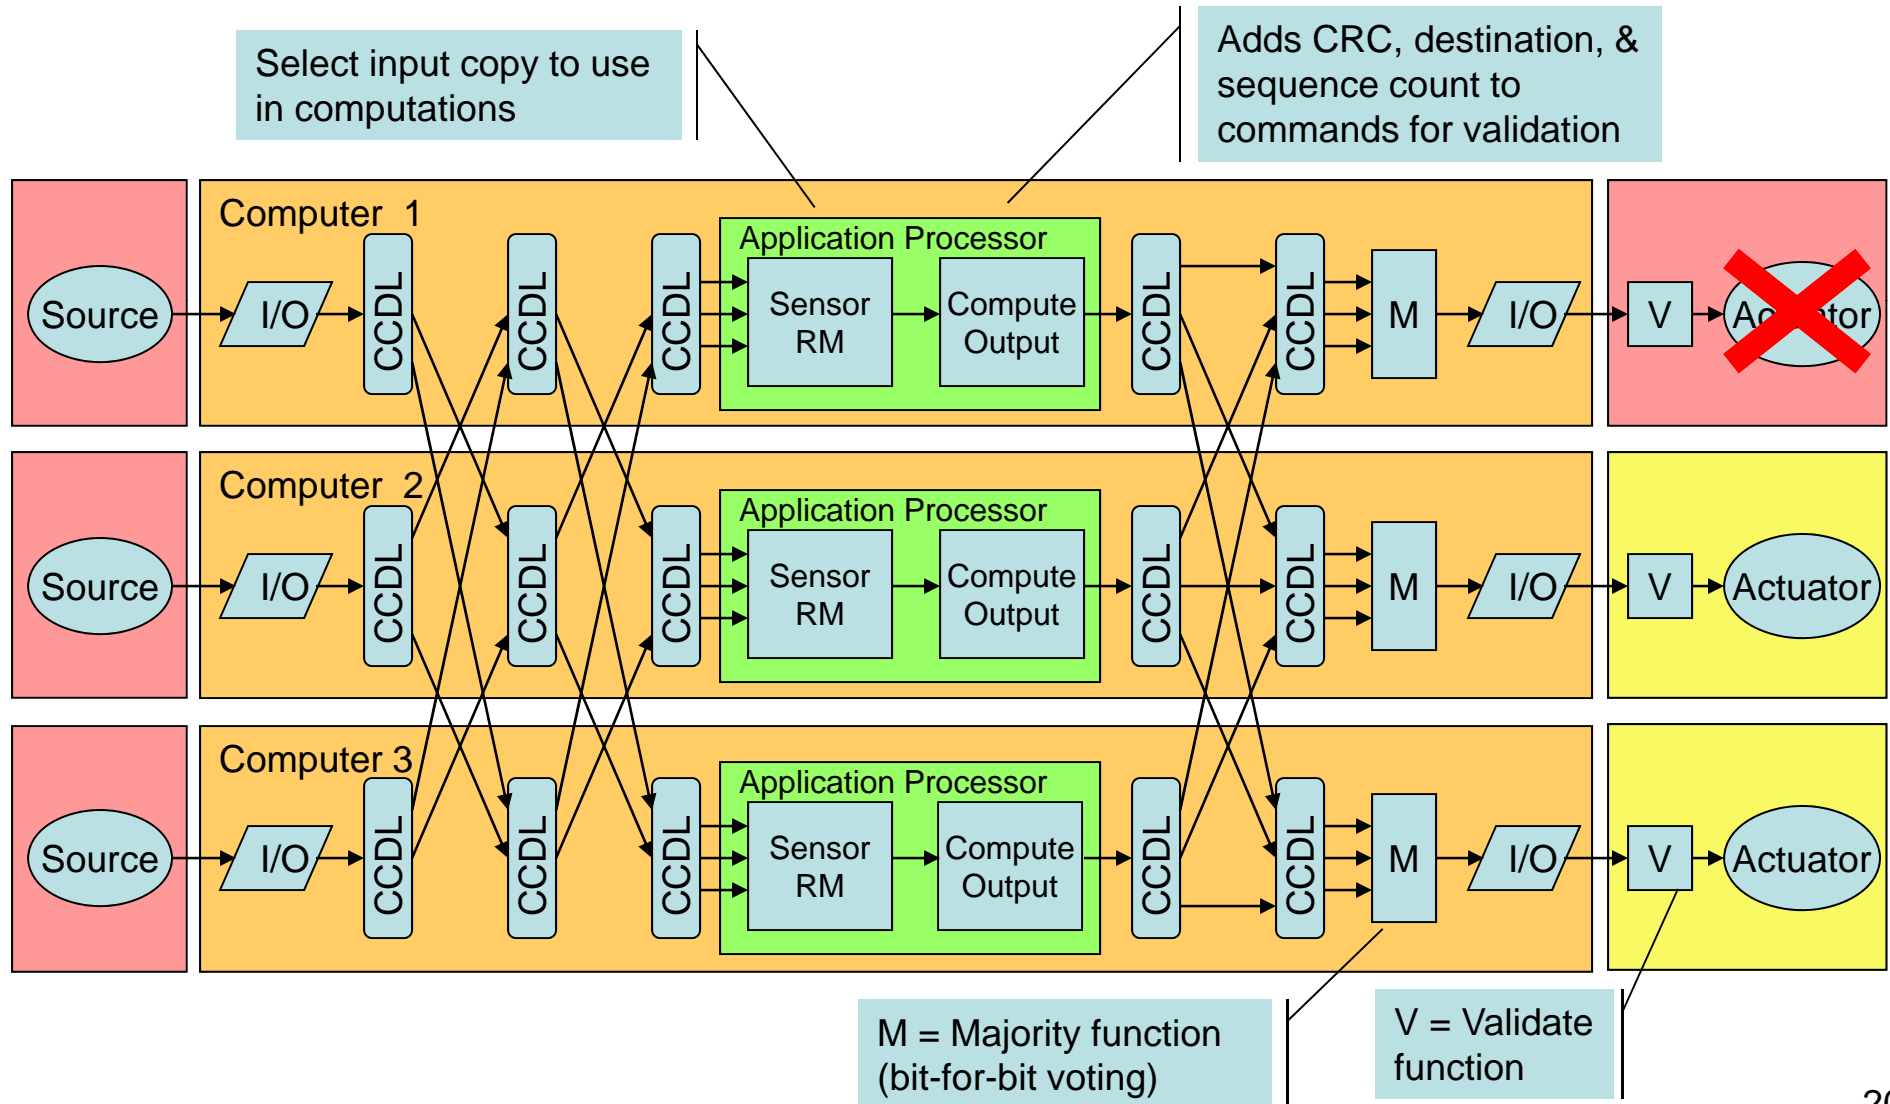 Select input copy to use
in computations
Adds CRC, destination, &
sequence count to
commands for validation
Computer 1
Source
I/O
CCDL
CCDL
CCDL
Application Processor
Sensor
RM
Compute
Output
CCDL
CCDL
M
I/O
V
Computer 2
Source
I/O
CCDL
CCDL
CCDL
Application Processor
Sensor
RM
Compute
Output
CCDL
CCDL
M
I/O
V
Actuator
Computer 3
Source
I/O
CCDL
CCDL
CCDL
Application Processor
Sensor
RM
Compute
Output
CCDL
CCDL
M
I/O
V
Actuator
M = Majority function
(bit-for-bit voting)
V = Validate
function